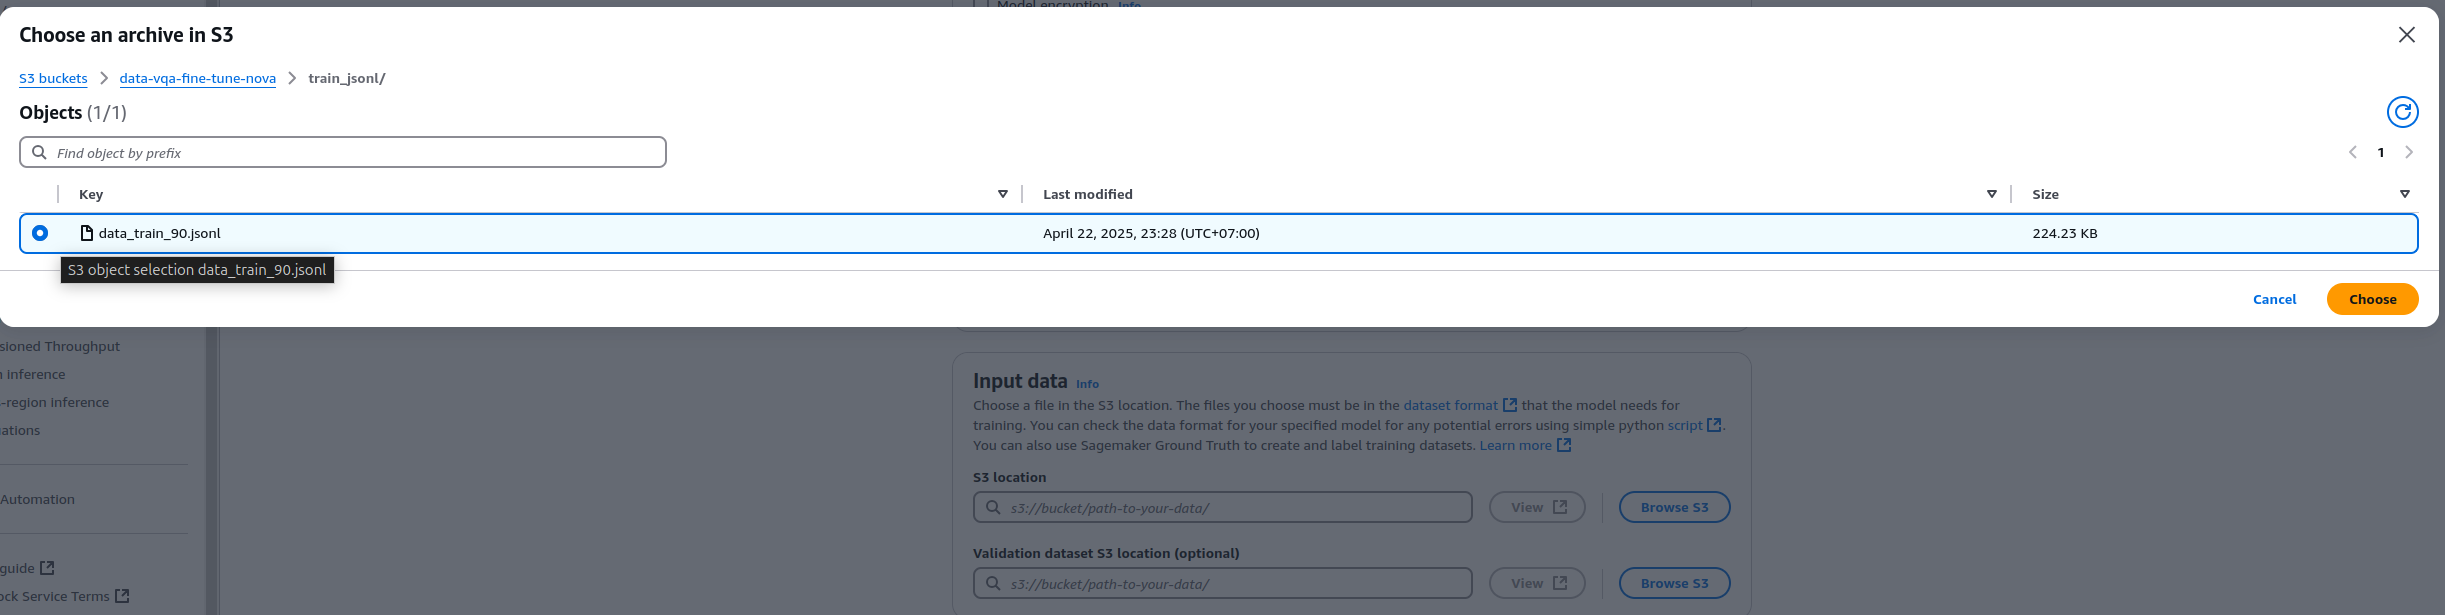 Model encryption Info
Choose an archive in S3
S3 buckets > data-vqa-fine-tune-nova > train_jsonl/
Objects (1/1)
Find object by prefix
1
Key Last modified Size
data_train_90.jsonl April 22, 2025, 23:28 (UTC+07:00) 224.23 KB
S3 object selection data_train_90.jsonl
Cancel Choose
sioned Throughput
inference
-region inference
ations
Automation
guide
ock Service Terms
Input data Info
Choose a file in the S3 location. The files you choose must be in the dataset format that the model needs for
training. You can check the data format for your specified model for any potential errors using simple python script.
You can also use Sagemaker Ground Truth to create and label training datasets. Learn more
S3 location
s3://bucket/path-to-your-data/ View Browse S3
Validation dataset S3 location (optional)
s3://bucket/path-to-your-data/ View Browse S3